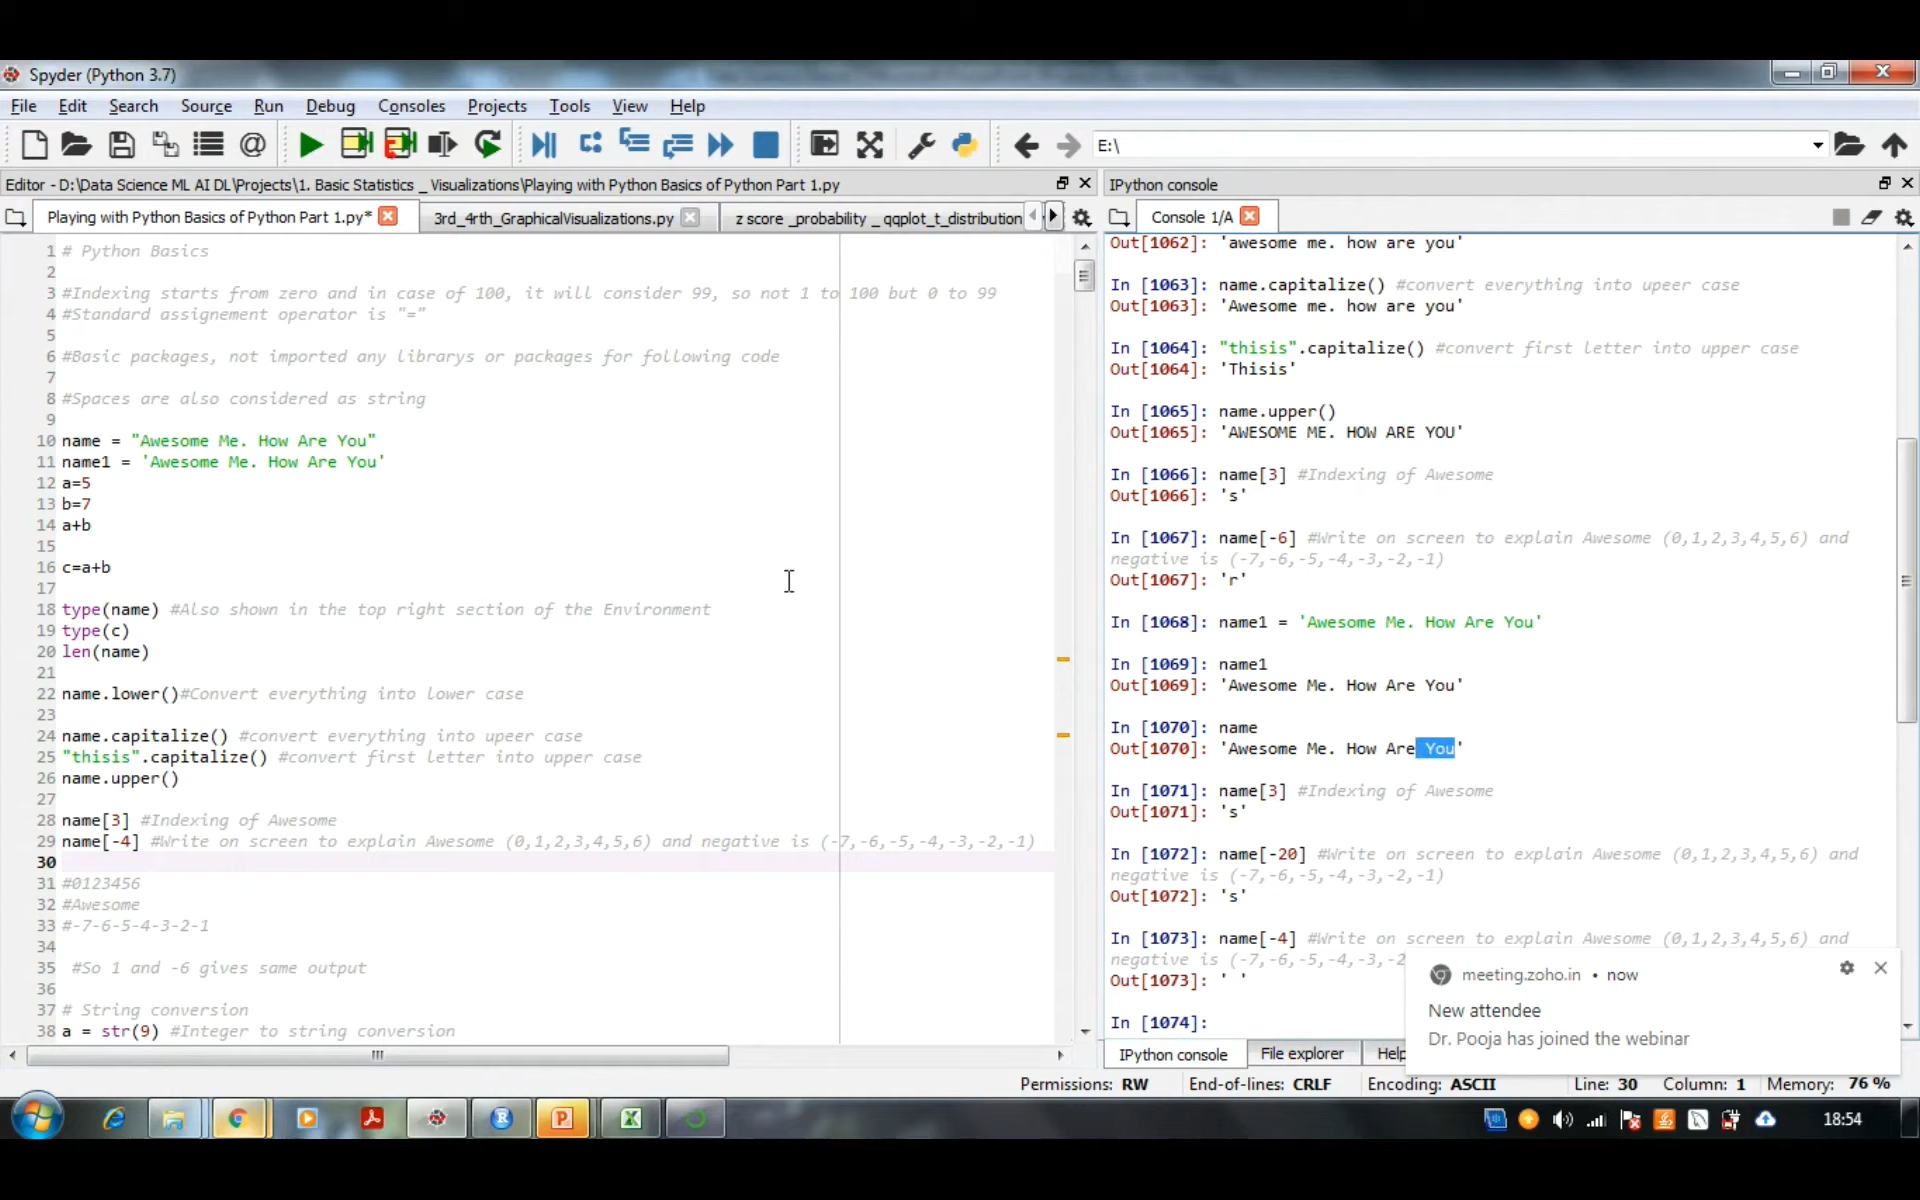 Spyder (Python 3.7)
File Edit Search Source Run Debug Consoles Projects Tools View Help
E:\
Editor - D:\Data Science ML AI DL\Projects\1. Basic Statistics _ Visualizations\Playing with Python Basics of Python Part 1.py
Playing with Python Basics of Python Part 1.py*
3rd_4rth_GraphicalVisualizations.py
z score _probability _ qqplot_t_distribution
1 # Python Basics
2
3 #Indexing starts from zero and in case of 100, it will consider 99, so not 1 to 100 but 0 to 99
4 #Standard assignement operator is "="
5
6 #Basic packages, not imported any librarys or packages for following code
7
8 #Spaces are also considered as string
9
10 name = "Awesome Me. How Are You"
11 name1 = 'Awesome Me. How Are You'
12 a=5
13 b=7
14 a+b
15
16 c=a+b
17
18 type(name) #Also shown in the top right section of the Environment
19 type(c)
20 len(name)
21
22 name.lower()#Convert everything into lower case
23
24 name.capitalize() #convert everything into upeer case
25 "thisis".capitalize() #convert first letter into upper case
26 name.upper()
27
28 name[3] #Indexing of Awesome
29 name[-4] #Write on screen to explain Awesome (0,1,2,3,4,5,6) and negative is (-7,-6,-5,-4,-3,-2,-1)
30
31 #0123456
32 #Awesome
33 #-7-6-5-4-3-2-1
34
35 #So 1 and -6 gives same output
36
37 # String conversion
38 a = str(9) #Integer to string conversion
IPython console
Console 1/A
Out[1062]: 'awesome me. how are you'
In [1063]: name.capitalize() #convert everything into upeer case
Out[1063]: 'Awesome me. how are you'
In [1064]: "thisis".capitalize() #convert first letter into upper case
Out[1064]: 'Thisis'
In [1065]: name.upper()
Out[1065]: 'AWESOME ME. HOW ARE YOU'
In [1066]: name[3] #Indexing of Awesome
Out[1066]: 's'
In [1067]: name[-6] #Write on screen to explain Awesome (0,1,2,3,4,5,6) and
negative is (-7,-6,-5,-4,-3,-2,-1)
Out[1067]: 'r'
In [1068]: name1 = 'Awesome Me. How Are You'
In [1069]: name1
Out[1069]: 'Awesome Me. How Are You'
In [1070]: name
Out[1070]: 'Awesome Me. How Are You'
In [1071]: name[3] #Indexing of Awesome
Out[1071]: 's'
In [1072]: name[-20] #Write on screen to explain Awesome (0,1,2,3,4,5,6) and
negative is (-7,-6,-5,-4,-3,-2,-1)
Out[1072]: 's'
In [1073]: name[-4] #Write on screen to explain Awesome (0,1,2,3,4,5,6) and
negative is (-7,-6,-5,-4,-3,-2
Out[1073]: ' '
In [1074]:
meeting.zoho.in • now
New attendee
Dr. Pooja has joined the webinar
IPython console File explorer Help
Permissions: RW End-of-lines: CRLF Encoding: ASCII Line: 30 Column: 1 Memory: 76 %
18:54